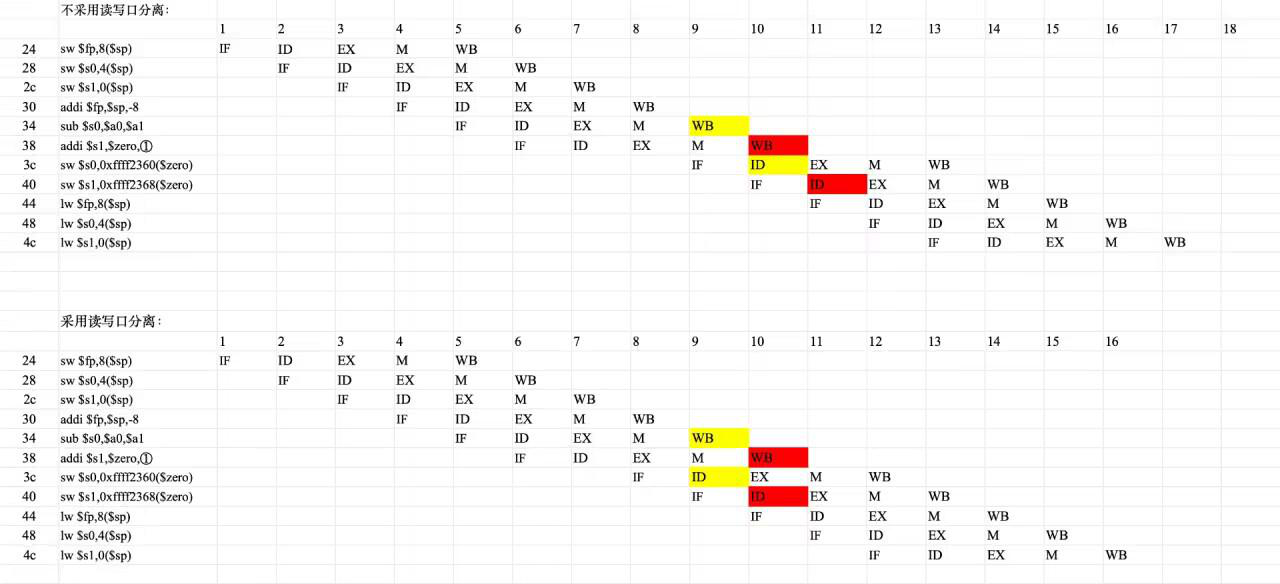 不采用读写口分离：
1 2 3 4 5 6 7 8 9 10 11 12 13 14 15 16 17 18
24 sw $fp,8($sp) IF ID EX M WB
28 sw $s0,4($sp) IF ID EX M WB
2c sw $s1,0($sp) IF ID EX M WB
30 addi $fp,$sp,-8 IF ID EX M WB
34 sub $s0,$a0,$a1 IF ID EX M WB
38 addi $s1,$zero,① IF ID EX M WB
3c sw $s0,0xffff2360($zero) IF ID EX M WB
40 sw $s1,0xffff2368($zero) IF ID EX M WB
44 lw $fp,8($sp) IF ID EX M WB
48 lw $s0,4($sp) IF ID EX M WB
4c lw $s1,0($sp) IF ID EX M WB
采用读写口分离：
1 2 3 4 5 6 7 8 9 10 11 12 13 14 15 16
24 sw $fp,8($sp) IF ID EX M WB
28 sw $s0,4($sp) IF ID EX M WB
2c sw $s1,0($sp) IF ID EX M WB
30 addi $fp,$sp,-8 IF ID EX M WB
34 sub $s0,$a0,$a1 IF ID EX M WB
38 addi $s1,$zero,① IF ID EX M WB
3c sw $s0,0xffff2360($zero) IF ID EX M WB
40 sw $s1,0xffff2368($zero) IF ID EX M WB
44 lw $fp,8($sp) IF ID EX M WB
48 lw $s0,4($sp) IF ID EX M WB
4c lw $s1,0($sp) IF ID EX M WB